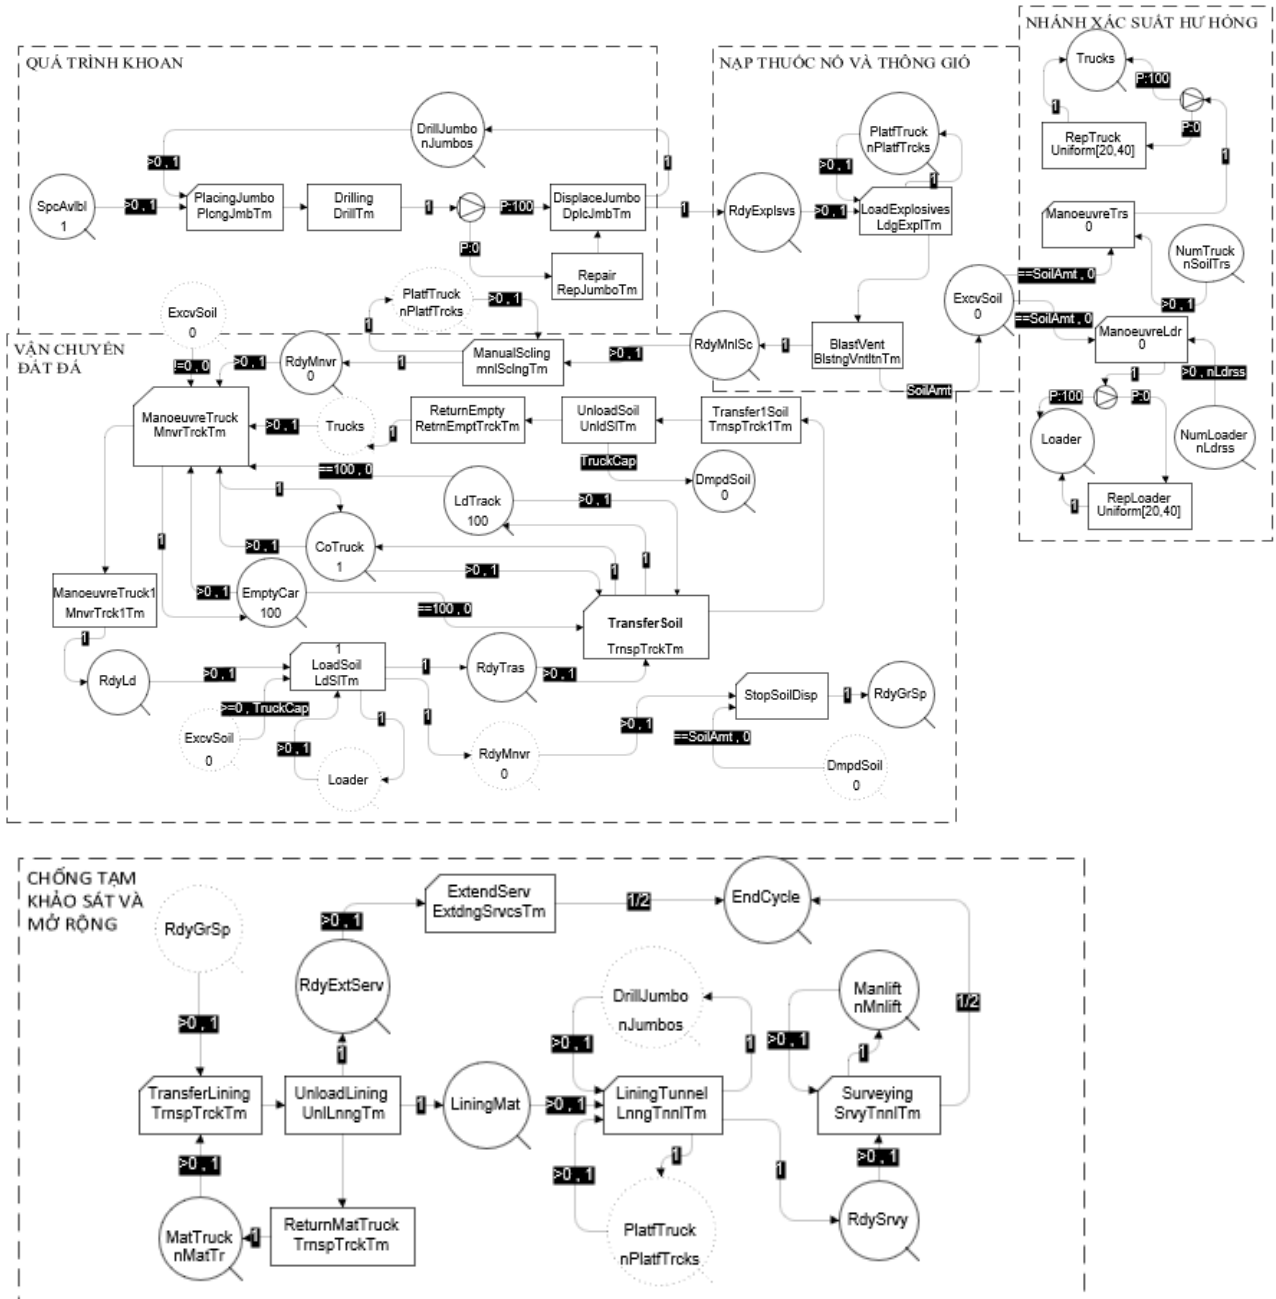 QUÁ TRÌNH KHOAN
DrillJumbo
nJumbos
>0 , 1
1
SpcAvlbl
1
>0 , 1
PlacingJumbo
PlcngJmbTm
Drilling
DrillTm
1
P:100
P:0
DisplaceJumbo
DplcJmbTm
1
Repair
RepJumboTm
NẠP THUỐC NỔ VÀ THÔNG GIÓ
PlatfTruck
nPlatfTrcks
>0 , 1
1
RdyExplsvs
>0 , 1
LoadExplosives
LdgExplTm
BlastVent
BlstngVntltnTm
1
SoilAmt
RdyMnlSc
>0 , 1
NHÁNH XÁC SUẤT HƯ HỎNG
Trucks
P:100
1
P:0
RepTruck
Uniform[20,40]
1
ManoeuvreTrs
0
NumTruck
nSoilTrs
>0 , 1
ExcvSoil
0
==SoilAmt , 0
==SoilAmt , 0
ManoeuvreLdr
0
>0 , nLdrss
1
P:100
P:0
Loader
NumLoader
nLdrss
RepLoader
Uniform[20,40]
1
VẬN CHUYỂN
ĐẤT ĐÁ
ExcvSoil
0
!=0 , 0
PlatfTruck
nPlatfTrcks
>0 , 1
1
ManualScling
mnlSclngTm
1
RdyMnvr
0
>0 , 1
ManoeuvreTruck
MnvrTrckTm
>0 , 1
Trucks
1
ReturnEmpty
RetrnEmptTrckTm
UnloadSoil
UnldSlTm
Transfer1Soil
TrnspTrck1Tm
TruckCap
DmpdSoil
0
==100 , 0
LdTrack
100
>0 , 1
1
1
CoTruck
1
>0 , 1
>0 , 1
1
1
ManoeuvreTruck1
MnvrTrck1Tm
>0 , 1
EmptyCar
100
==100 , 0
TransferSoil
TrnspTrckTm
1
RdyLd
>0 , 1
1
LoadSoil
LdSlTm
1
RdyTras
>0 , 1
>=0 , TruckCap
ExcvSoil
0
>0 , 1
1
Loader
1
RdyMnvr
0
>0 , 1
StopSoilDisp
1
RdyGrSp
==SoilAmt , 0
DmpdSoil
0
CHỐNG TẠM
KHẢO SÁT VÀ
MỞ RỘNG
RdyGrSp
>0 , 1
ExtendServ
ExtdngSrvcsTm
>0 , 1
1/2
EndCycle
RdyExtServ
1
DrillJumbo
nJumbos
>0 , 1
1
Manlift
nMnlift
>0 , 1
1
1/2
TransferLining
TrnspTrckTm
UnloadLining
UnlLnngTm
1
LiningMat
>0 , 1
LiningTunnel
LnngTnnlTm
Surveying
SrvyTnnlTm
>0 , 1
>0 , 1
1
1
>0 , 1
MatTruck
nMatTr
1
ReturnMatTruck
TrnspTrckTm
PlatfTruck
nPlatfTrcks
RdySrvy